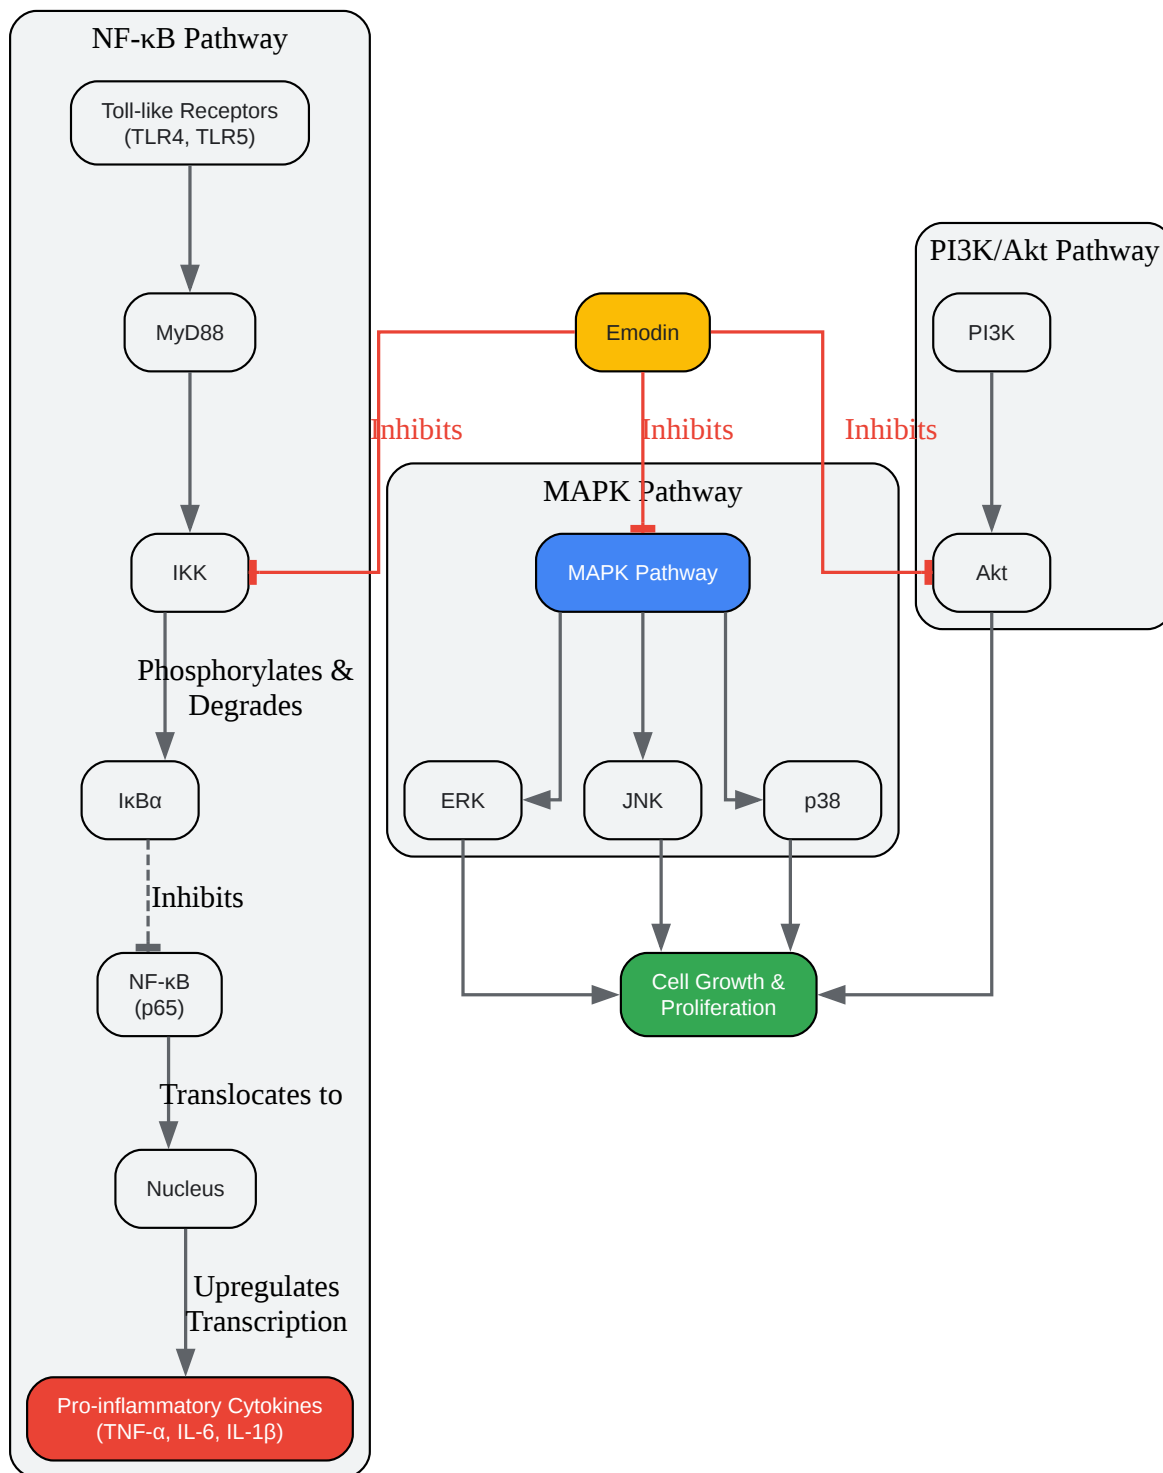 NF-κB Pathway
Toll-like Receptors
(TLR4, TLR5)
MyD88
IKK
Phosphorylates &
Degrades
IκBα
Inhibits
NF-κB
(p65)
Translocates to
Nucleus
Upregulates
Transcription
Pro-inflammatory Cytokines
(TNF-α, IL-6, IL-1β)
Emodin
Inhibits
Inhibits
Inhibits
MAPK Pathway
MAPK Pathway
ERK
JNK
p38
Cell Growth &
Proliferation
PI3K/Akt Pathway
PI3K
Akt